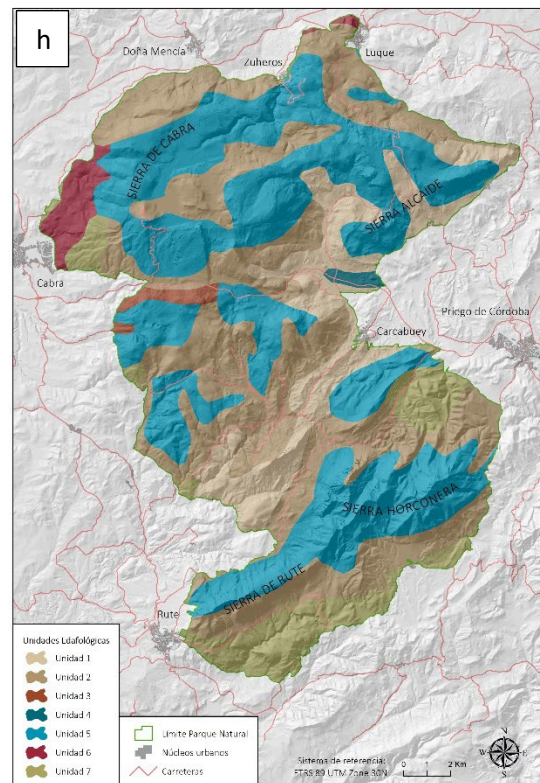 h
Doña Mencía
Luque
Zuheros
SIERRA DE CABRA
SIERRA ALCAIDE
Cabra
Priego de Córdoba
Carcabuey
SIERRA HORCONERA
SIERRA DE RUTE
Rute
Unidades Edafológicas
Unidad 1
Unidad 2
Unidad 3
Unidad 4
Unidad 5
Unidad 6
Unidad 7
Límite Parque Natural
Núcleos urbanos
Carreteras
Sistema de referencia:
ETRS 89 UTM Zone 30N
0 1 2 Km
N
W E
S